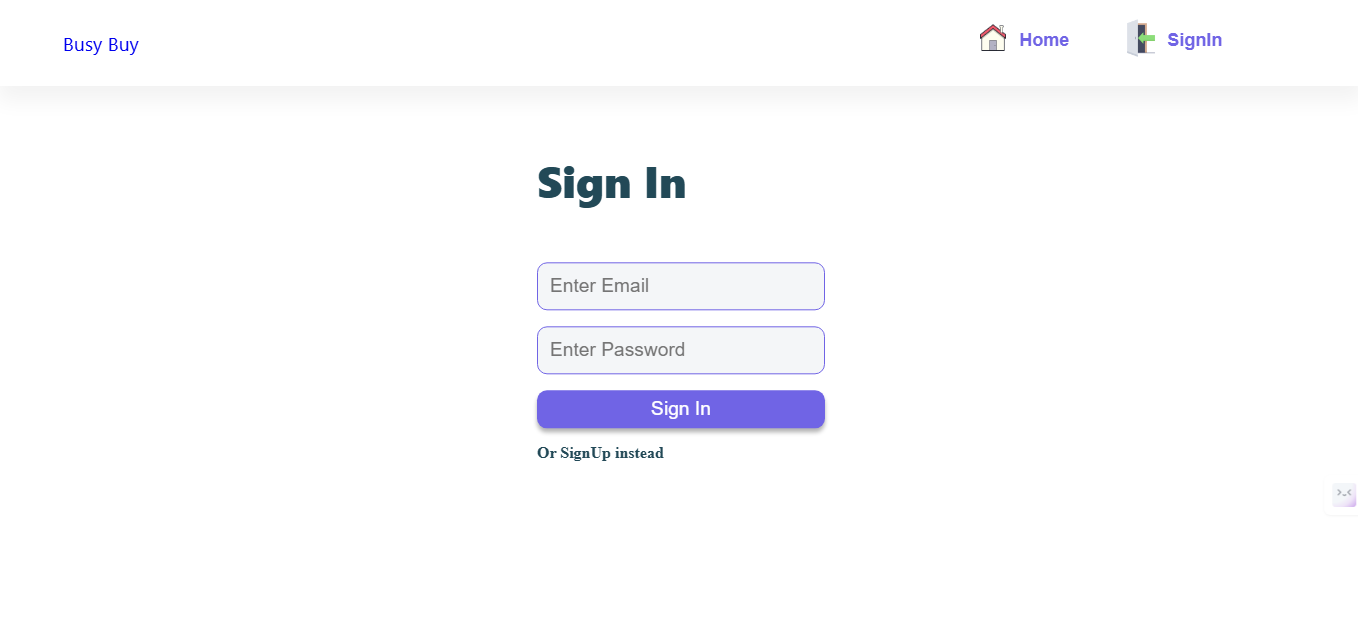 Busy Buy
Home
SignIn
Sign In
Enter Email
Enter Password
Sign In
Or SignUp instead